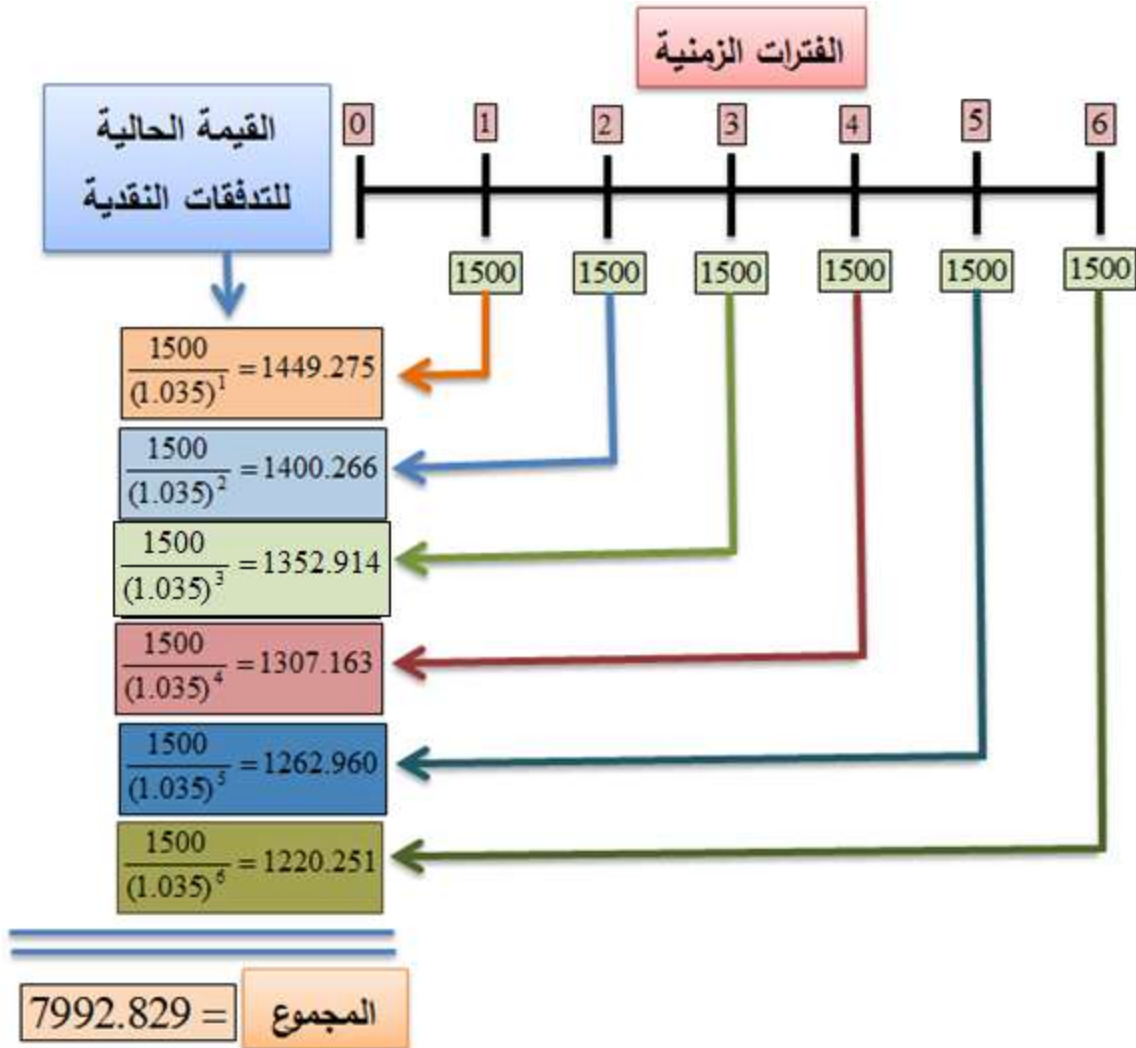 الفترات الزمنية
القيمة الحالية
للتدفقات النقدية
0 1 2 3 4 5 6
1500 1500 1500 1500 1500 1500
1500/(1.035)^1 = 1449.275
1500/(1.035)^2 = 1400.266
1500/(1.035)^3 = 1352.914
1500/(1.035)^4 = 1307.163
1500/(1.035)^5 = 1262.960
1500/(1.035)^6 = 1220.251
المجموع
7992.829 =